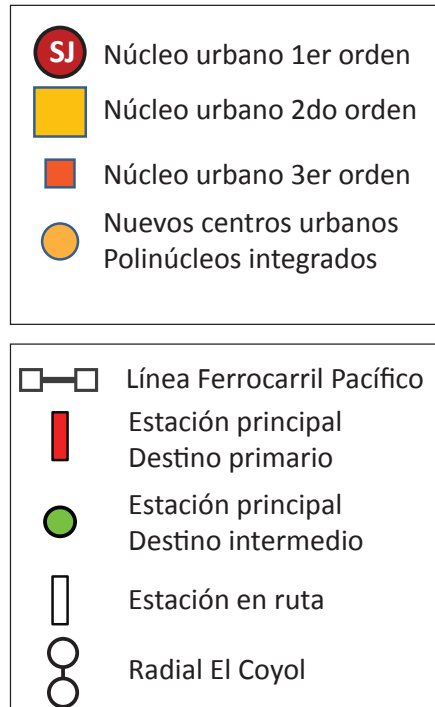 SJ Núcleo urbano 1er orden
Núcleo urbano 2do orden
Núcleo urbano 3er orden
Nuevos centros urbanos
Polinúcleos integrados
Línea Ferrocarril Pacífico
Estación principal
Destino primario
Estación principal
Destino intermedio
Estación en ruta
Radial El Coyol